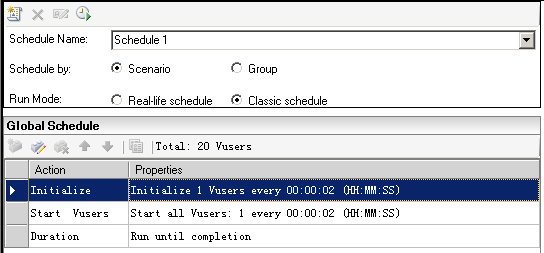 Schedule Name: Schedule 1
Schedule by: Scenario Group
Run Mode: Real-life schedule Classic schedule
Global Schedule
Total: 20 Vusers
Action Properties
Initialize Initialize 1 Vusers every 00:00:02 (HH:MM:SS)
Start Vusers Start all Vusers: 1 every 00:00:02 (HH:MM:SS)
Duration Run until completion